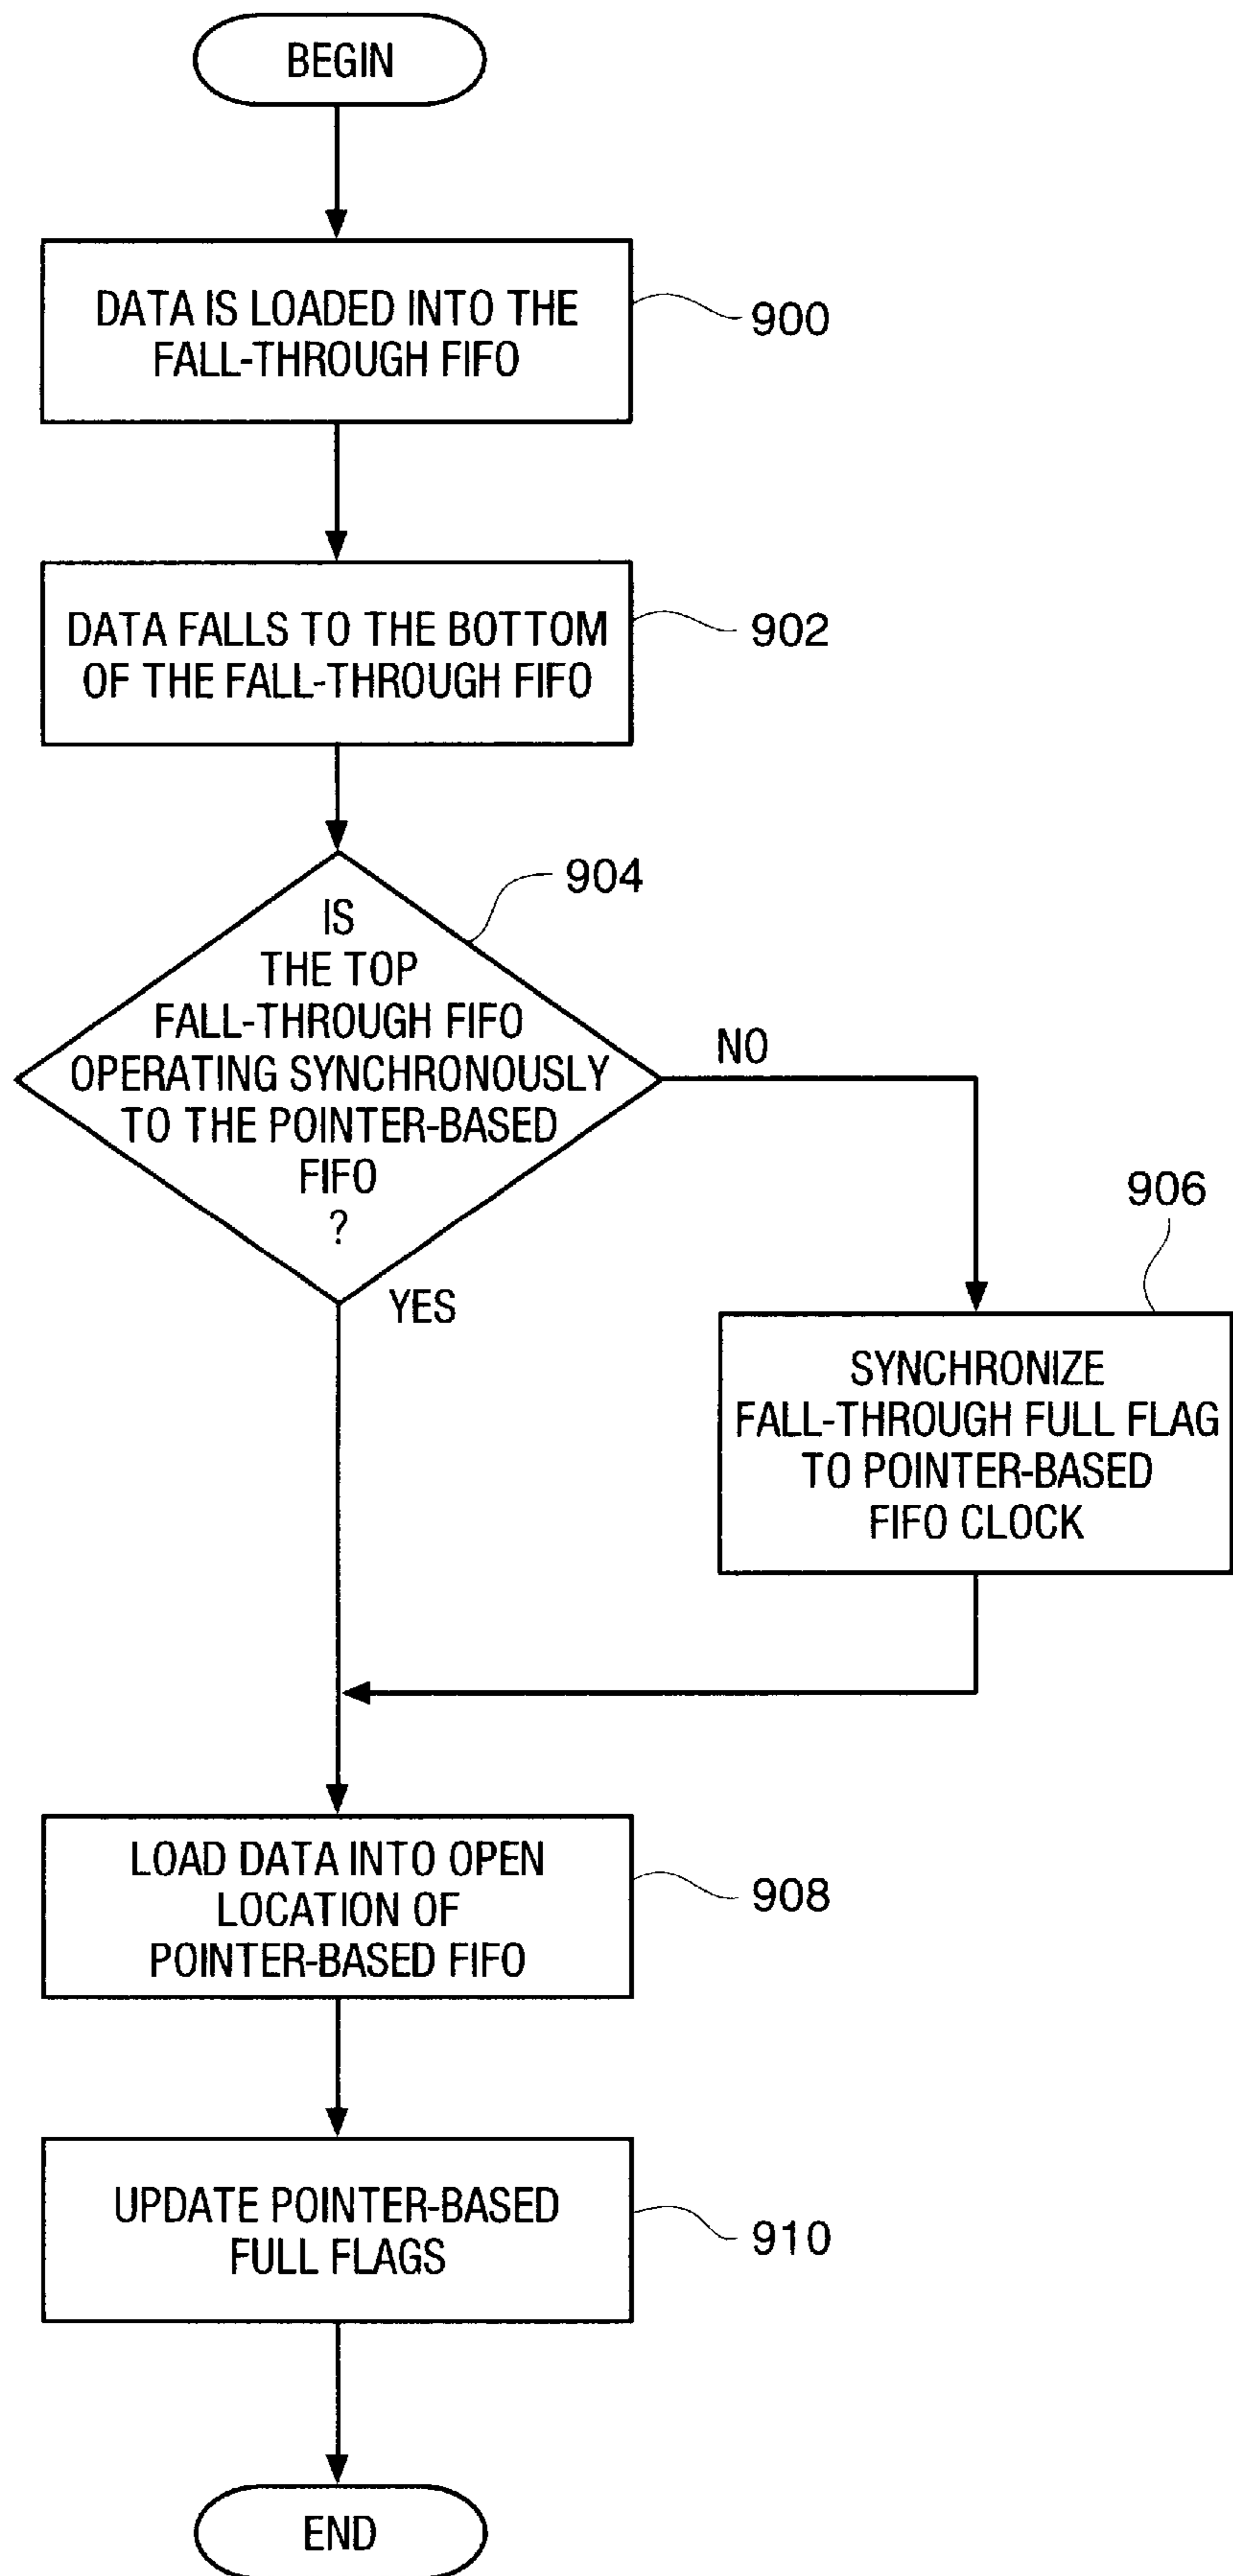 BEGIN
DATA IS LOADED INTO THE
FALL-THROUGH FIFO
900
DATA FALLS TO THE BOTTOM
OF THE FALL-THROUGH FIFO
902
904
IS
THE TOP
FALL-THROUGH FIFO
OPERATING SYNCHRONOUSLY
TO THE POINTER-BASED
FIFO
?
NO
YES
906
SYNCHRONIZE
FALL-THROUGH FULL FLAG
TO POINTER-BASED
FIFO CLOCK
LOAD DATA INTO OPEN
LOCATION OF
POINTER-BASED FIFO
908
UPDATE POINTER-BASED
FULL FLAGS
910
END